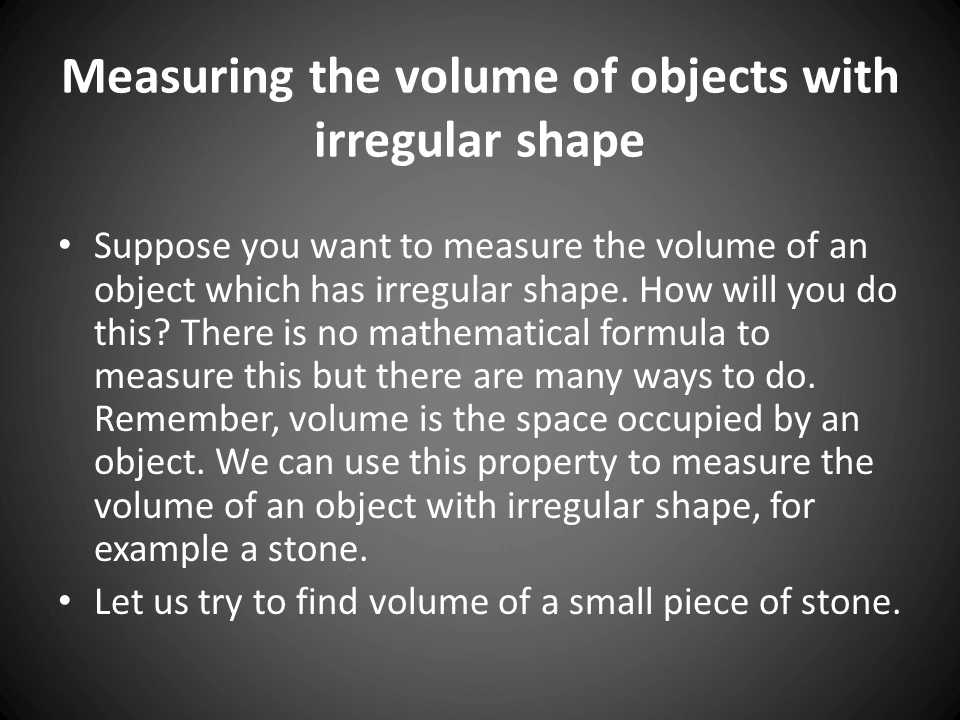 Measuring the volume of objects with
irregular shape
• Suppose you want to measure the volume of an
object which has irregular shape. How will you do
this? There is no mathematical formula to
measure this but there are many ways to do.
Remember, volume is the space occupied by an
object. We can use this property to measure the
volume of an object with irregular shape, for
example a stone.
• Let us try to find volume of a small piece of stone.